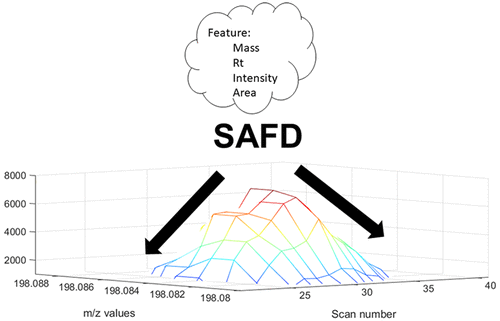 Feature:
Mass
Rt
Intensity
Area
SAFD
8000
6000
4000
2000
198.088
198.086
198.084
198.082
198.08
25
30
35
40
m/z values
Scan number